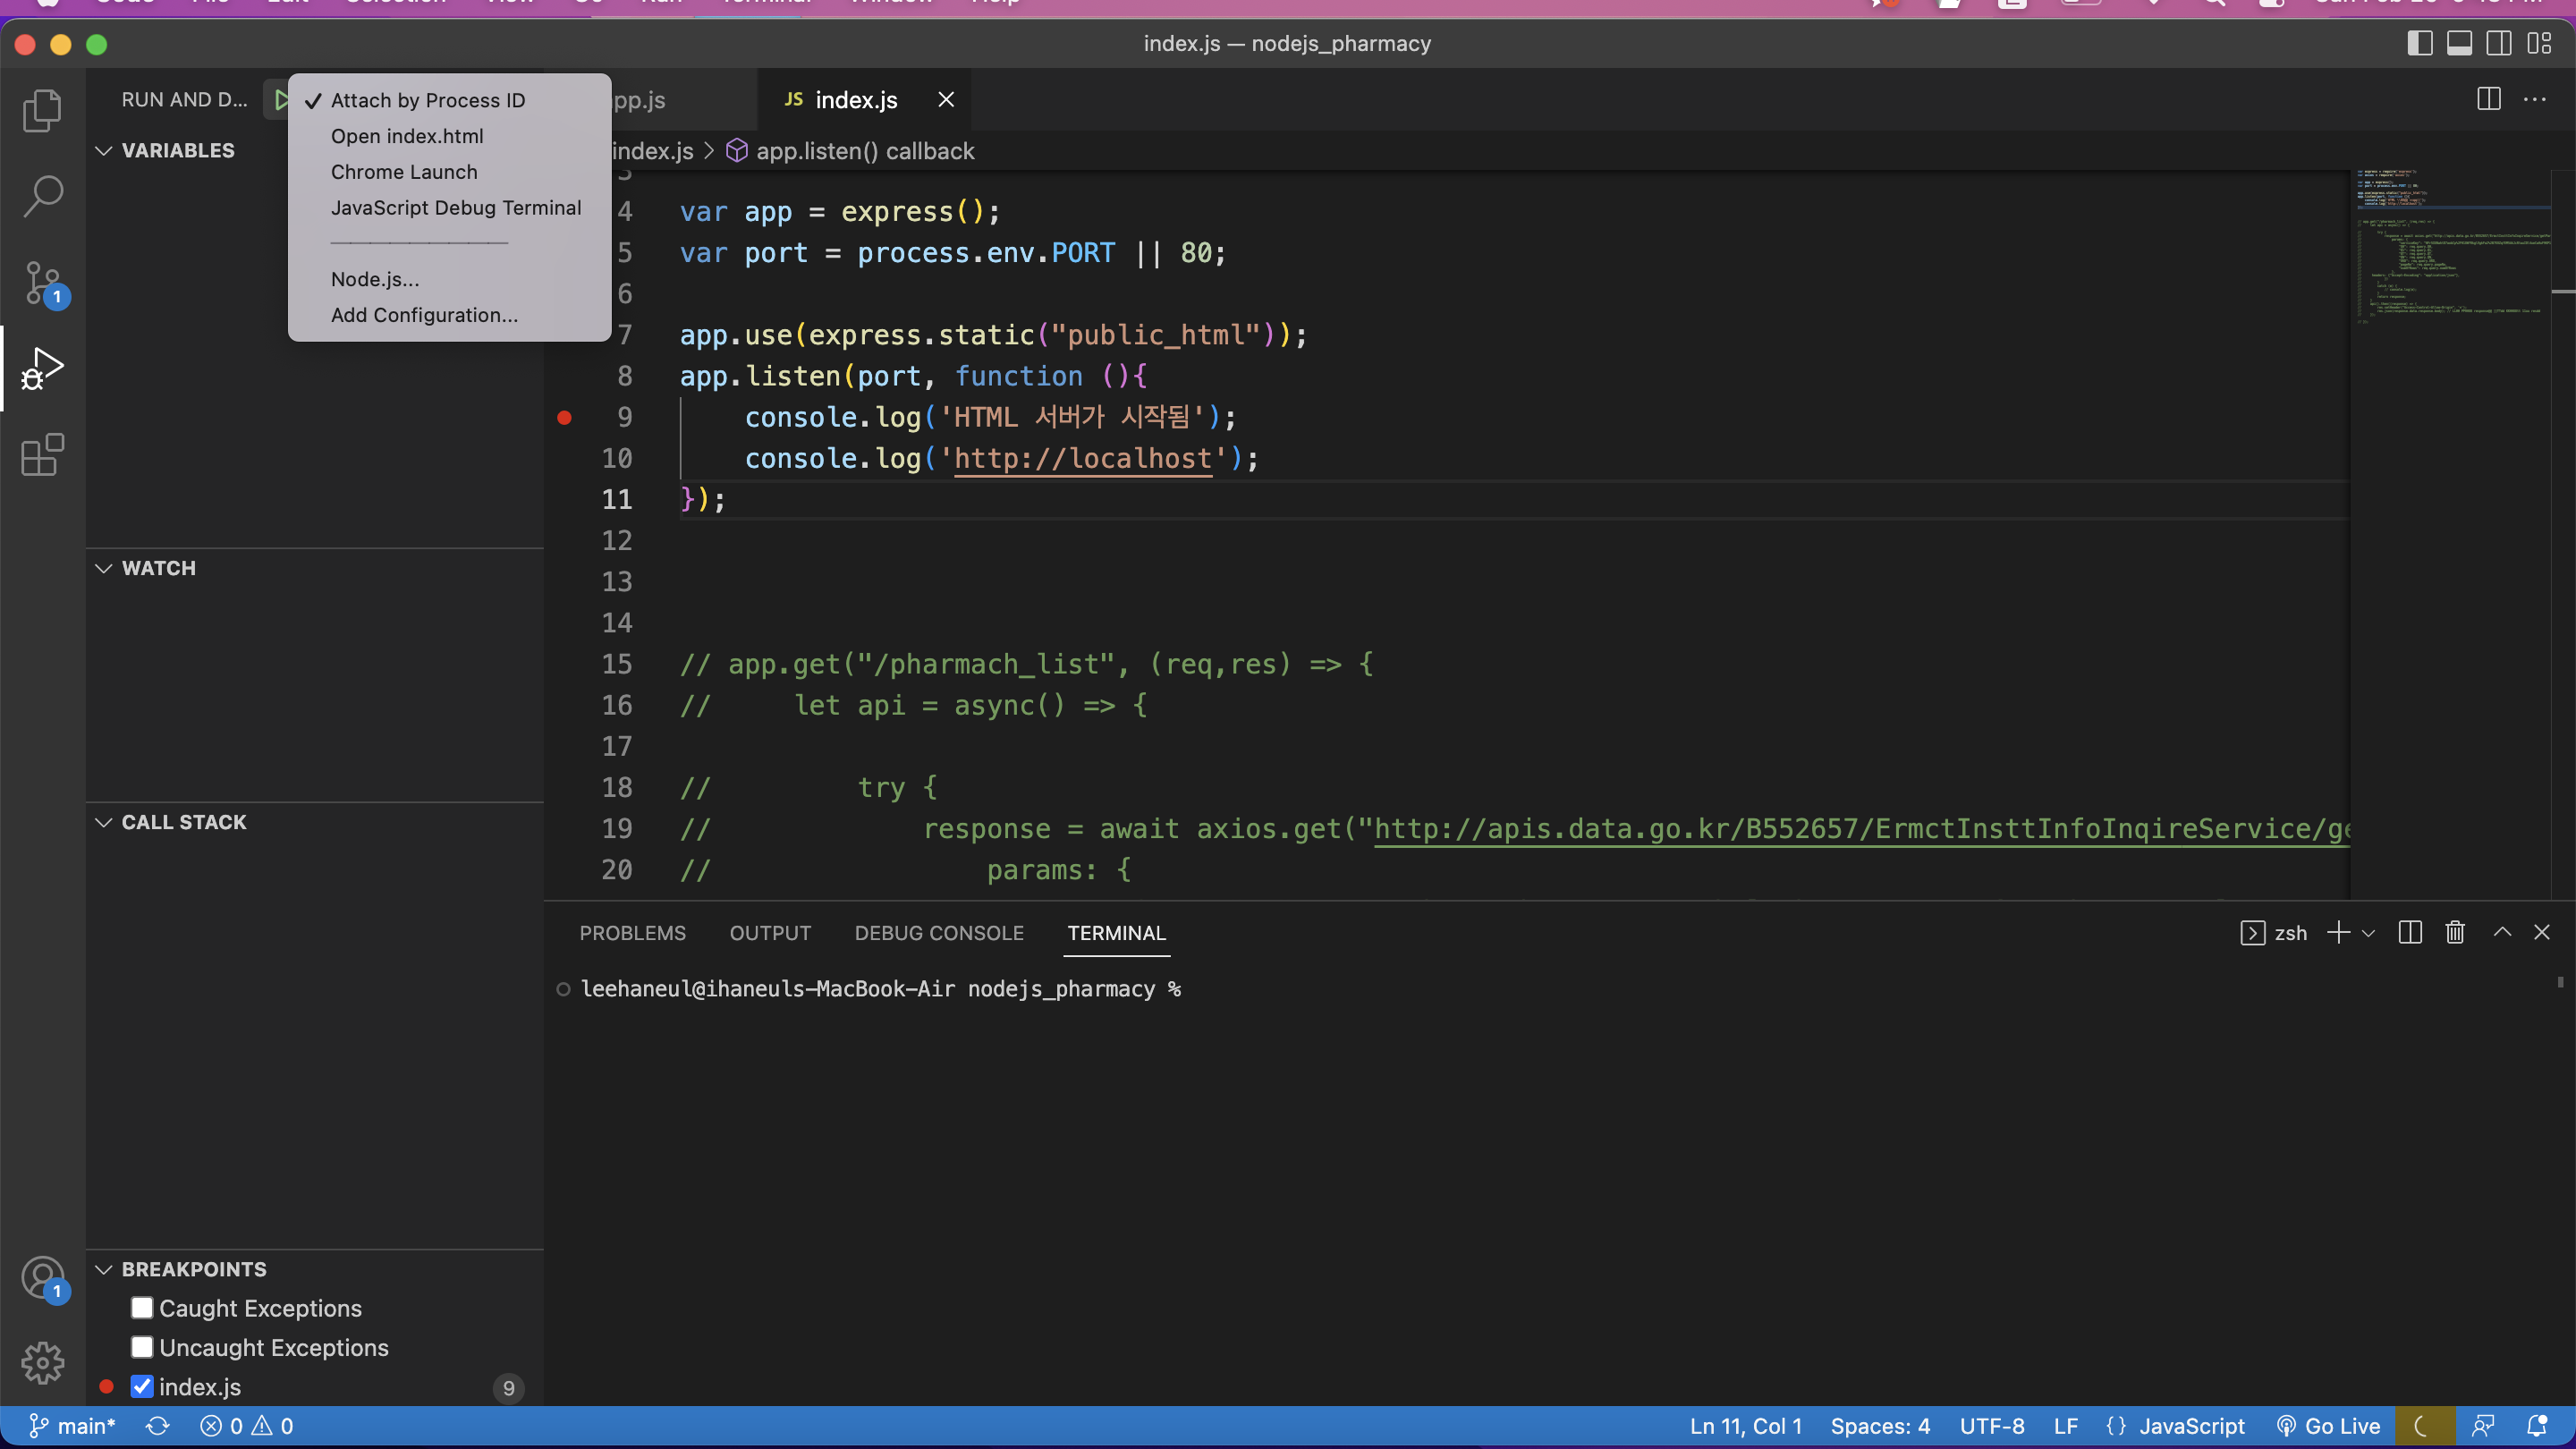 index.js — nodejs_pharmacy
RUN AND D...
Attach by Process ID
Open index.html
Chrome Launch
JavaScript Debug Terminal
Node.js...
Add Configuration...
pp.js
JS index.js
index.js > app.listen() callback
VARIABLES
WATCH
CALL STACK
BREAKPOINTS
Caught Exceptions
Uncaught Exceptions
index.js 9
3
4 var app = express();
5 var port = process.env.PORT || 80;
6
7 app.use(express.static("public_html"));
8 app.listen(port, function (){
9 console.log('HTML 서버가 시작됨');
10 console.log('http://localhost');
11 });
12
13
14
15 // app.get("/pharmach_list", (req,res) => {
16 // let api = async() => {
17
18 // try {
19 // response = await axios.get("http://apis.data.go.kr/B552657/ErmctInsttInfoInqireService/ge
20 // params: {
PROBLEMS OUTPUT DEBUG CONSOLE TERMINAL
zsh
leehaneul@ihaneuls-MacBook-Air nodejs_pharmacy %
1
1
main* 0 0
Ln 11, Col 1 Spaces: 4 UTF-8 LF {} JavaScript Go Live